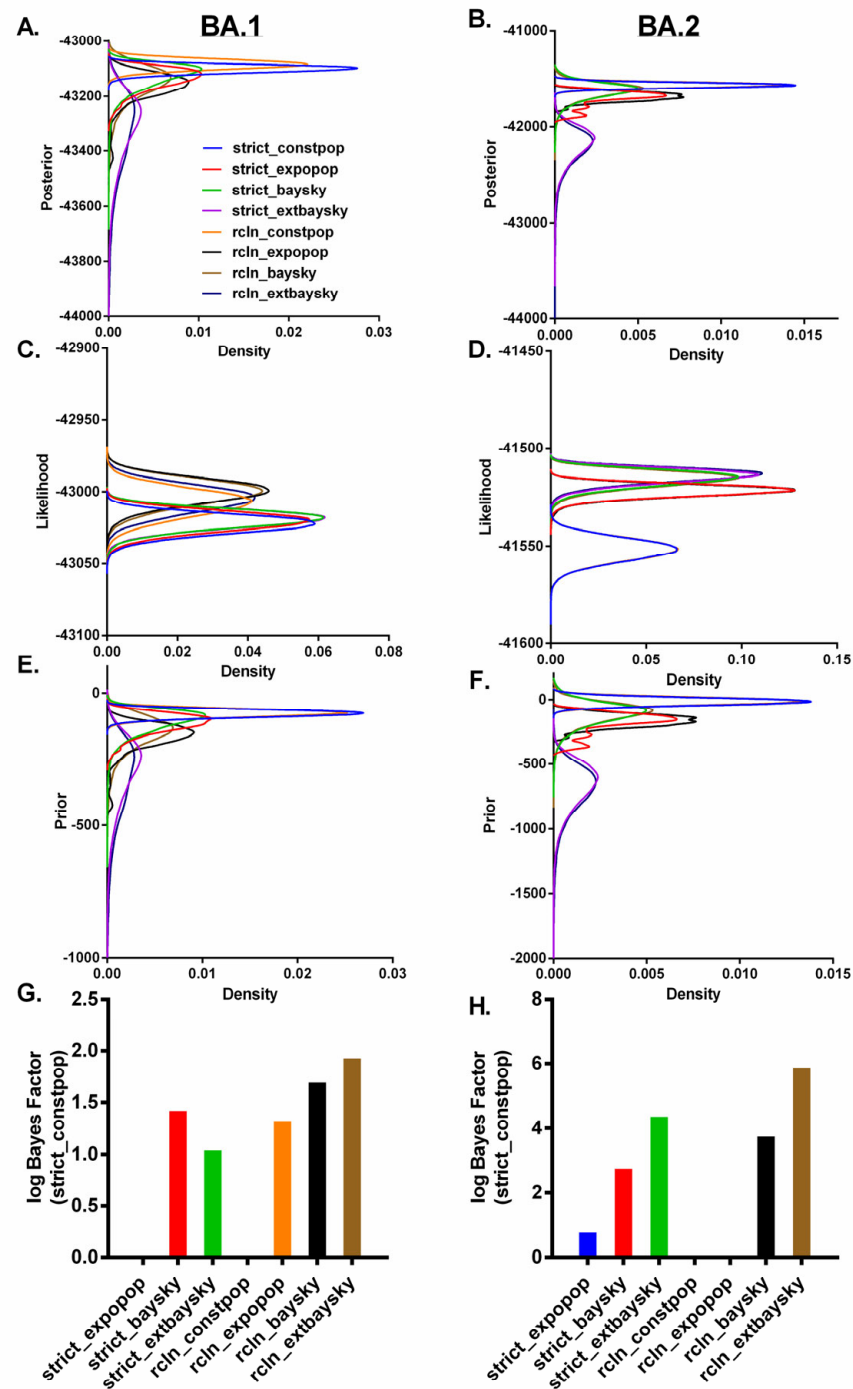 A. BA.1
B. BA.2
-43000
-43200
-43400
-43600
-43800
-44000
Posterior
strict_constpop
strict_expopop
strict_baysky
strict_extbaysky
rcln_constpop
rcln_expopop
rcln_baysky
rcln_extbaysky
0.00 0.01 0.02 0.03
Density
-41000
-42000
-43000
-44000
Posterior
0.000 0.005 0.010 0.015
Density
C.
-42900
-42950
-43000
-43050
-43100
Likelihood
0.00 0.02 0.04 0.06 0.08
Density
D.
-41450
-41500
-41550
-41600
Likelihood
0.00 0.05 0.10 0.15
Density
E.
0
-500
-1000
Prior
0.00 0.01 0.02 0.03
Density
F.
0
-500
-1000
-1500
-2000
Prior
0.000 0.005 0.010 0.015
Density
G.
2.5
2.0
1.5
1.0
0.5
0.0
log Bayes Factor
(strict_constpop)
strict_expopop
strict_baysky
strict_extbaysky
rcln_constpop
rcln_expopop
rcln_baysky
rcln_extbaysky
H.
8
6
4
2
0
log Bayes Factor
(strict_constpop)
strict_expopop
strict_baysky
strict_extbaysky
rcln_constpop
rcln_expopop
rcln_baysky
rcln_extbaysky